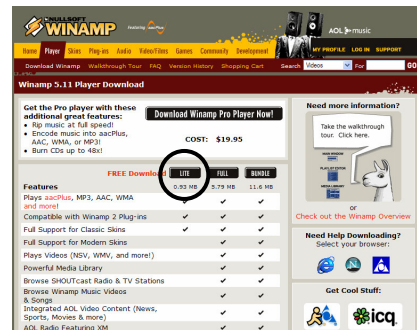 NULLSOFT
WINAMP
featuring
AOL music
Home Player Skins Plug-ins Audio Video/Films Games Community Development
MY PROFILE LOG IN SUPPORT
Download Winamp Walkthrough Tour FAQ Version History Shopping Cart
Search Videos For GO
Winamp 5.11 Player Download
Get the Pro player with these
additional great features:
• Rip music at full speed!
• Encode music into aacPlus,
AAC, WMA, or MP3!
• Burn CDs up to 48x!
Download Winamp Pro Player Now!
COST: $19.95
FREE Download LITE FULL BUNDLE
Features 0.93 MB 5.79 MB 11.6 MB
Plays aacPlus, MP3, AAC, WMA
and more!
Compatible with Winamp 2 Plug-ins
Full Support for Classic Skins
Full Support for Modern Skins
Plays Videos (NSV, WMV, and more!)
Powerful Media Library
Browse SHOUTcast Radio & TV Stations
Browse Winamp Music Videos
& Songs
Integrated AOL Video Content (News,
Sports, Movies & more)
AOL Radio Featuring XM
Need more information?
Take the walkthrough
tour. Click here.
MAIN WINDOW
PLAYLIST EDITOR
MEDIA LIBRARY
or
Check out the Winamp Overview
Need Help Downloading?
Select your browser:
Get Cool Stuff:
icq